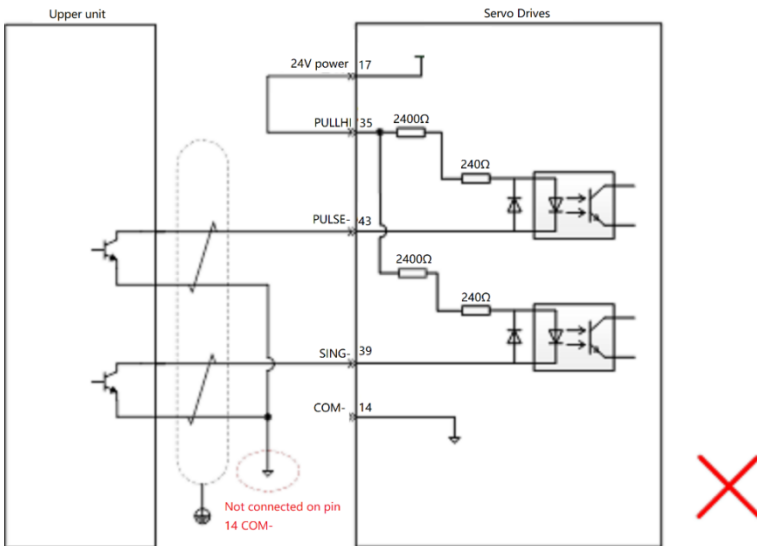 Upper unit
Servo Drives
24V power 17
PULLHI 35
2400Ω
240Ω
PULSE- 43
2400Ω
240Ω
SING- 39
COM- 14
Not connected on pin
14 COM-